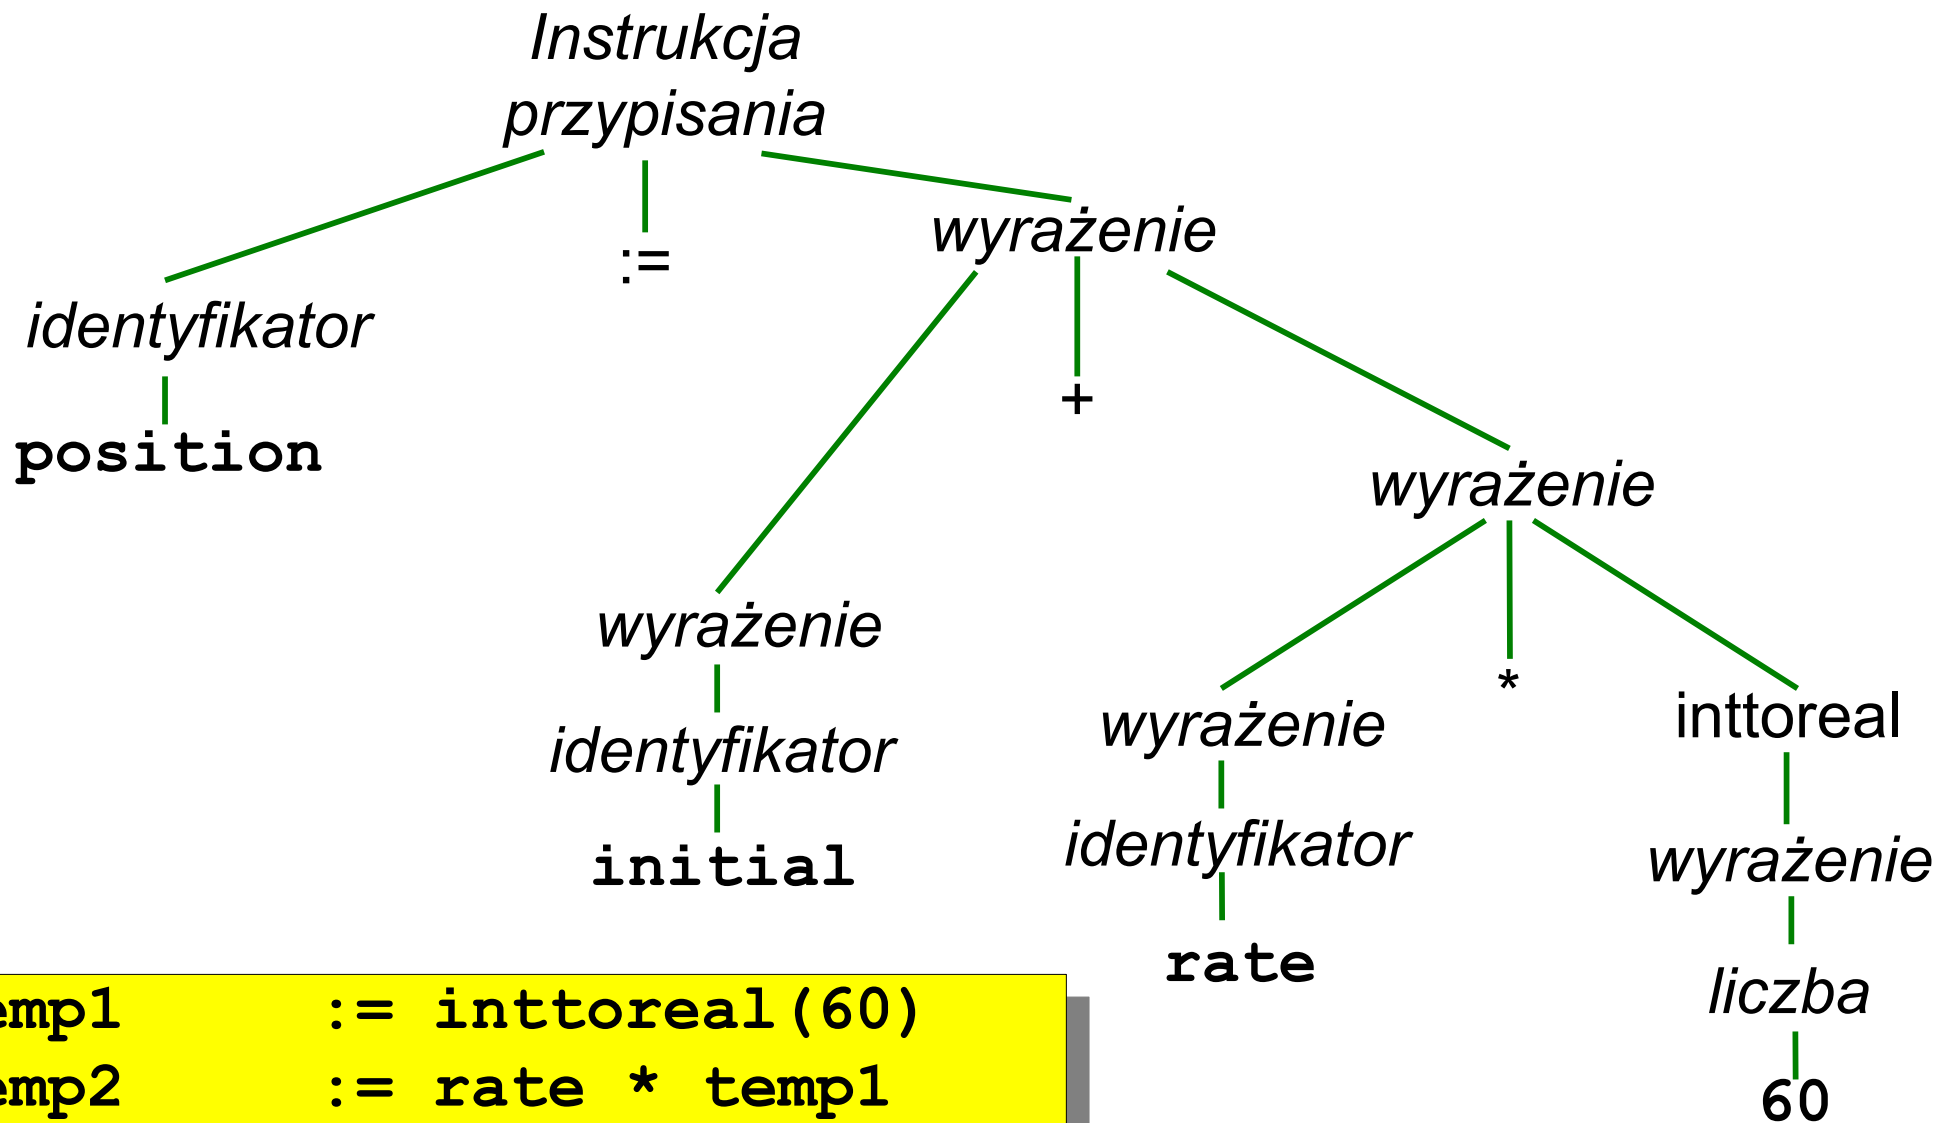 Instrukcja
przypisania
wyrażenie
:=
identyfikator
+
position
wyrażenie
wyrażenie
*
wyrażenie
inttoreal
identyfikator
identyfikator
wyrażenie
initial
rate
liczba
emp1 := inttoreal(60)
emp2 := rate * temp1
60